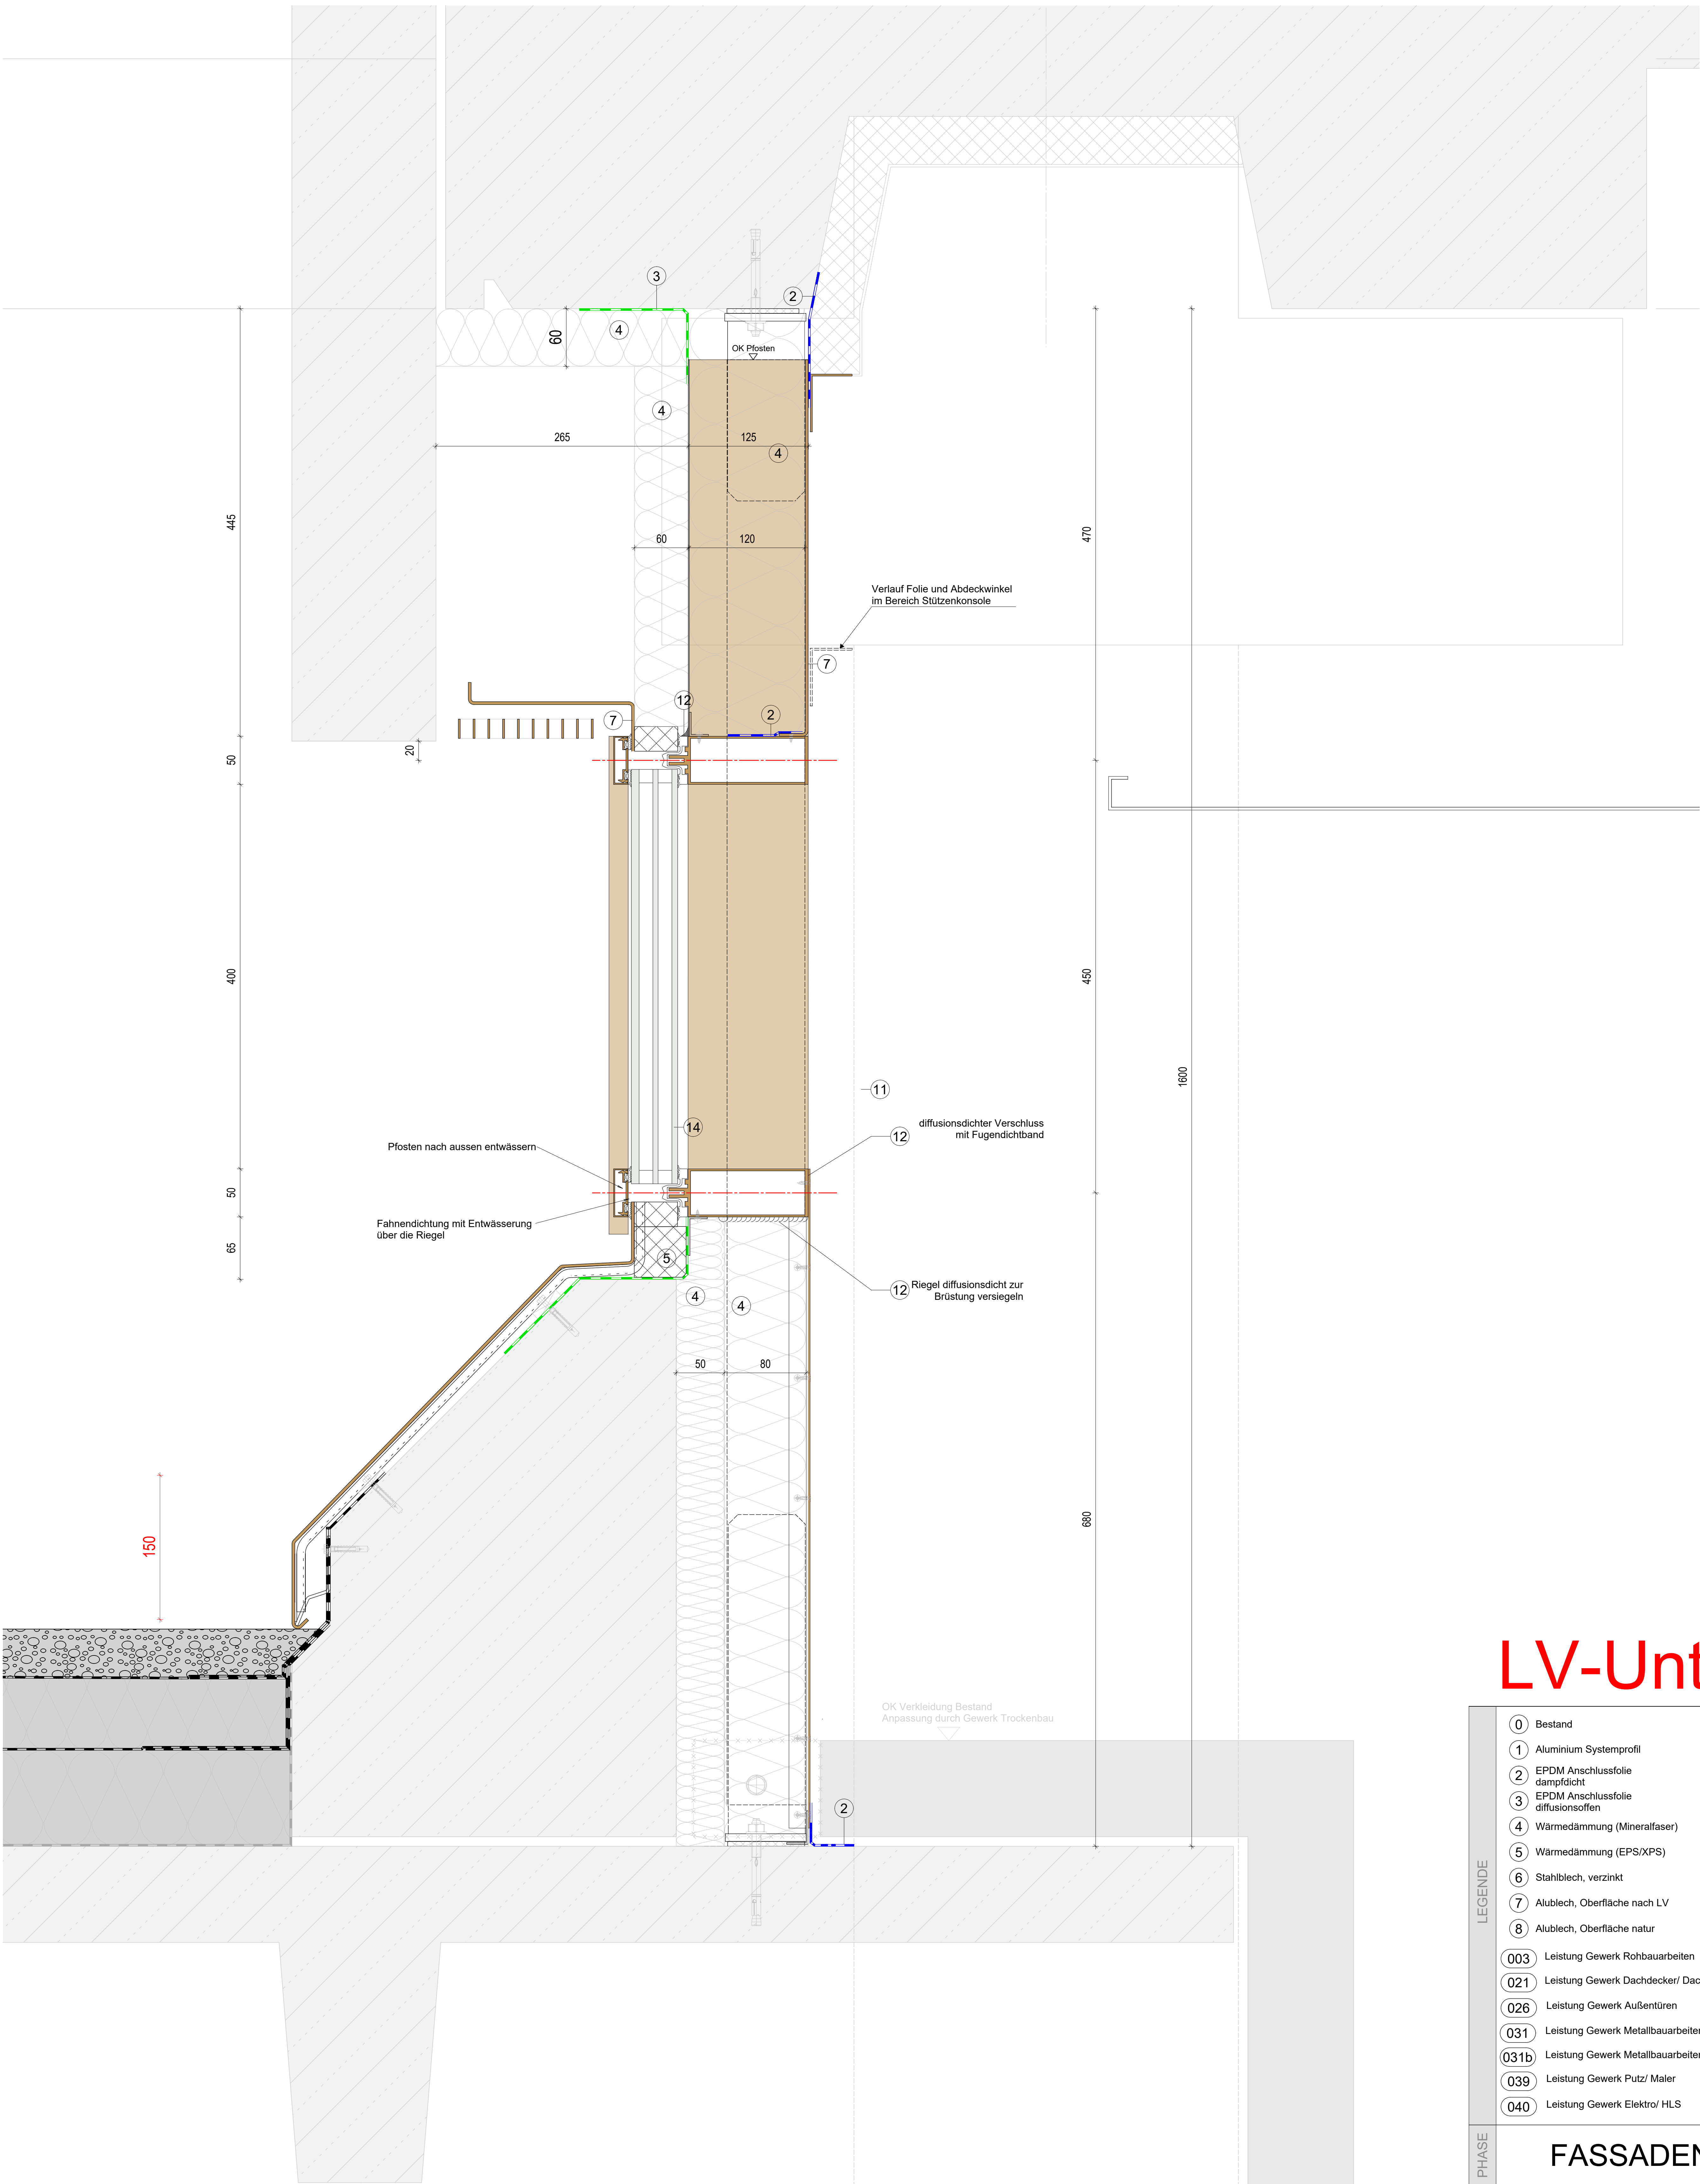 3
2
4
60
OK Pfosten
4
265
125
4
445
60
120
470
Verlauf Folie und Abdeckwinkel
im Bereich Stützenkonsole
7
12
7
2
50
20
400
450
1600
11
14
diffusionsdichter Verschluss
mit Fugendichtband
12
Pfosten nach aussen entwässern
50
Fahnendichtung mit Entwässerung
über die Riegel
65
5
4
4
12
Riegel diffusionsdicht zur
Brüstung versiegeln
50
80
680
150
OK Verkleidung Bestand
Anpassung durch Gewerk Trockenbau
2
LV-Unt
LEGENDE
0 Bestand
1 Aluminium Systemprofil
2 EPDM Anschlussfolie
dampfdicht
3 EPDM Anschlussfolie
diffusionsoffen
4 Wärmedämmung (Mineralfaser)
5 Wärmedämmung (EPS/XPS)
6 Stahlblech, verzinkt
7 Alublech, Oberfläche nach LV
8 Alublech, Oberfläche natur
003 Leistung Gewerk Rohbauarbeiten
021 Leistung Gewerk Dachdecker/ Dac
026 Leistung Gewerk Außentüren
031 Leistung Gewerk Metallbauarbeiten
031b Leistung Gewerk Metallbauarbeiten
039 Leistung Gewerk Putz/ Maler
040 Leistung Gewerk Elektro/ HLS
PHASE
FASSADEN